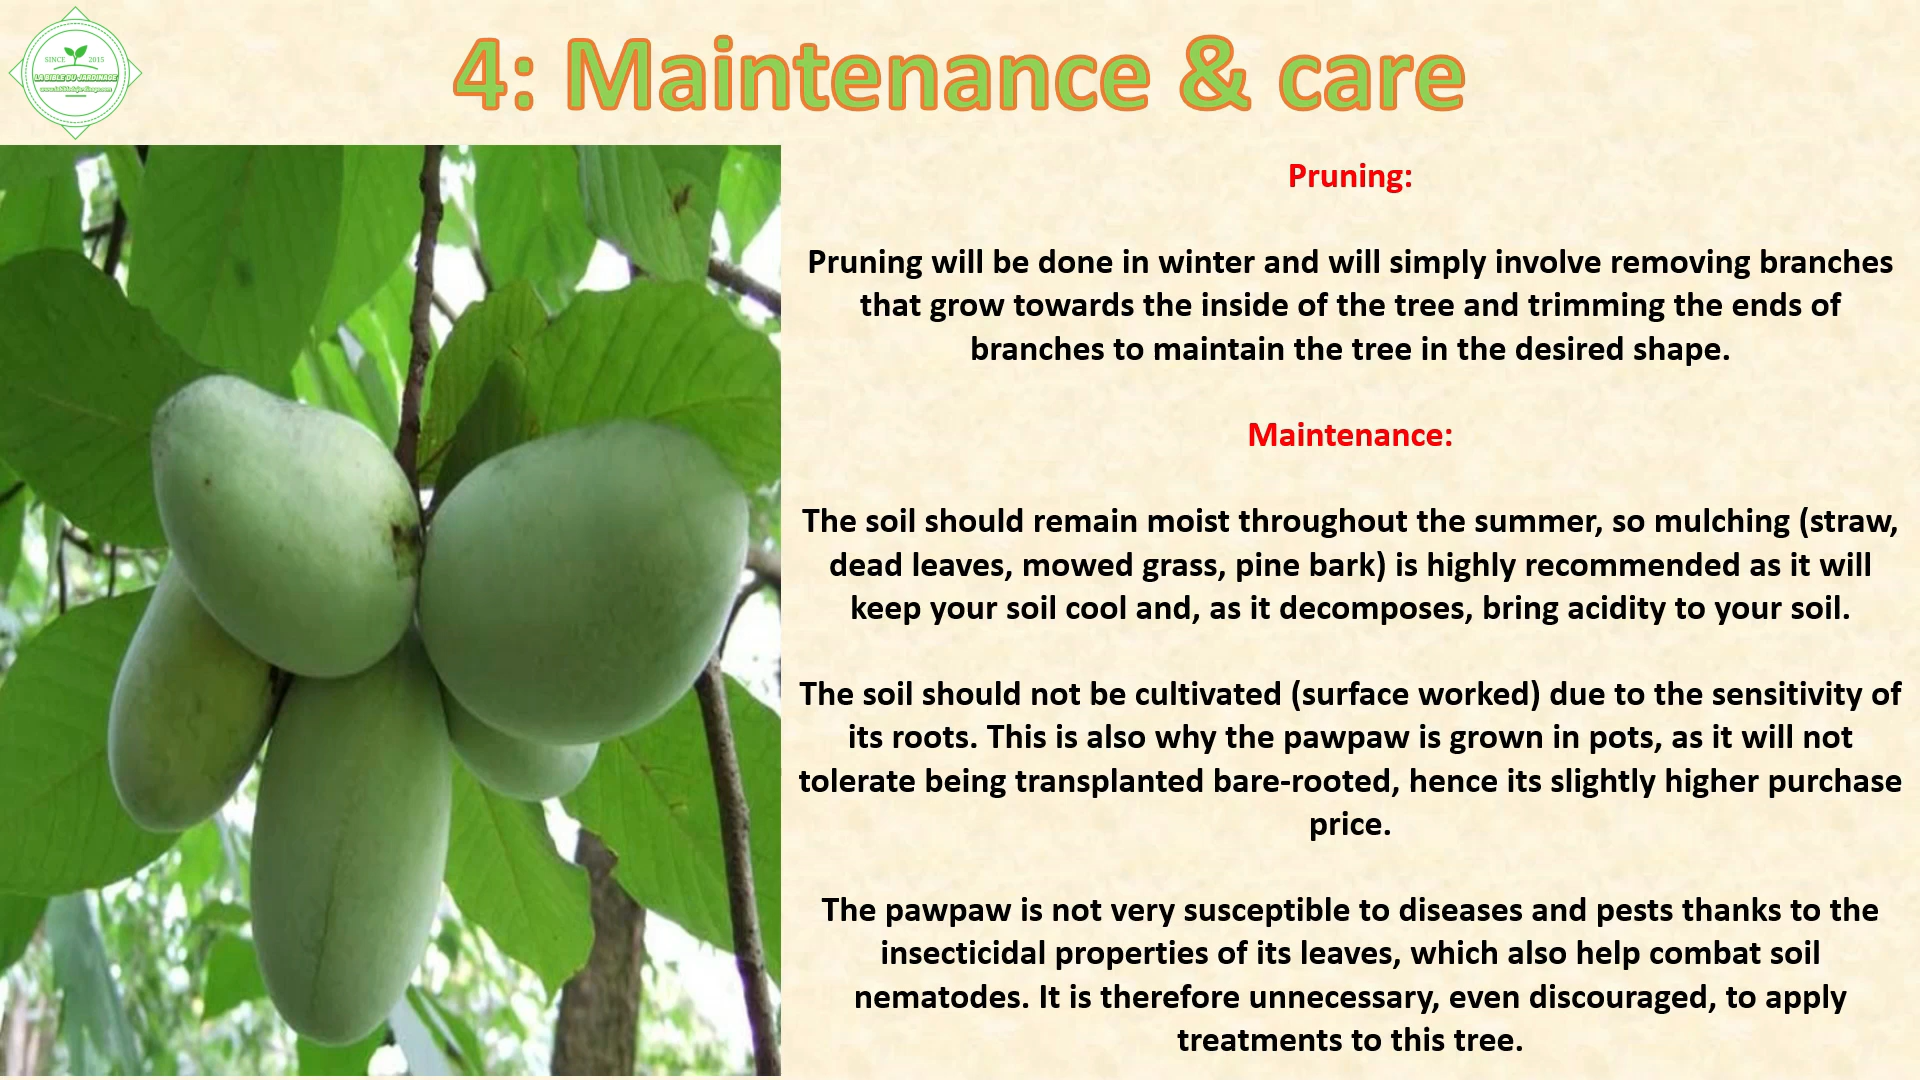 SINCE 2015
LA BIBLE DU JARDINAGE
4: Maintenance & care
Pruning:
Pruning will be done in winter and will simply involve removing branches
that grow towards the inside of the tree and trimming the ends of
branches to maintain the tree in the desired shape.
Maintenance:
The soil should remain moist throughout the summer, so mulching (straw,
dead leaves, mowed grass, pine bark) is highly recommended as it will
keep your soil cool and, as it decomposes, bring acidity to your soil.
The soil should not be cultivated (surface worked) due to the sensitivity of
its roots. This is also why the pawpaw is grown in pots, as it will not
tolerate being transplanted bare-rooted, hence its slightly higher purchase
price.
The pawpaw is not very susceptible to diseases and pests thanks to the
insecticidal properties of its leaves, which also help combat soil
nematodes. It is therefore unnecessary, even discouraged, to apply
treatments to this tree.